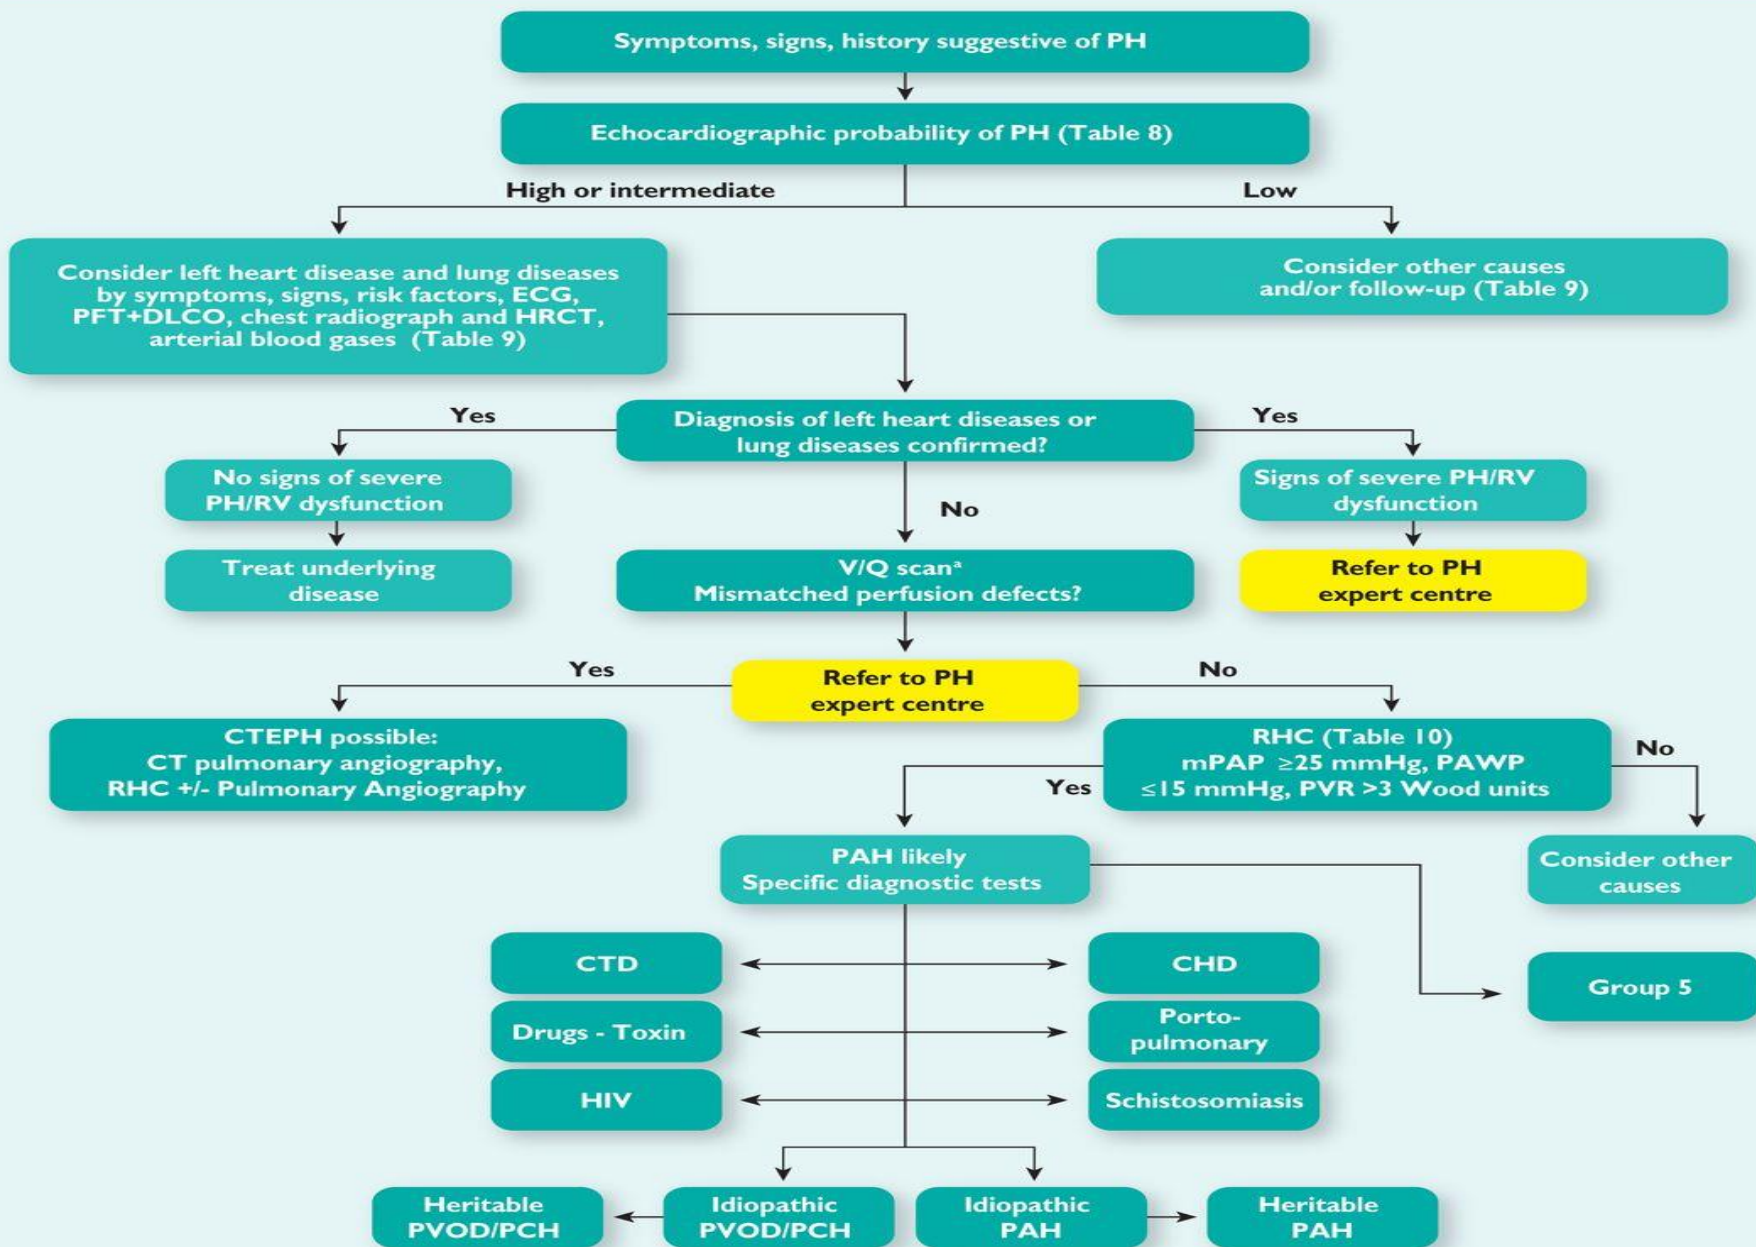 Symptoms, signs, history suggestive of PH
Echocardiographic probability of PH (Table 8)
High or intermediate
Low
Consider left heart disease and lung diseases
by symptoms, signs, risk factors, ECG,
PFT+DLCO, chest radiograph and HRCT,
arterial blood gases (Table 9)
Consider other causes
and/or follow-up (Table 9)
Yes
Diagnosis of left heart diseases or
lung diseases confirmed?
Yes
No signs of severe
PH/RV dysfunction
Signs of severe PH/RV
dysfunction
No
Treat underlying
disease
V/Q scanᵃ
Mismatched perfusion defects?
Refer to PH
expert centre
Yes
Refer to PH
expert centre
No
CTEPH possible:
CT pulmonary angiography,
RHC +/- Pulmonary Angiography
RHC (Table 10)
mPAP ≥25 mmHg, PAWP
≤15 mmHg, PVR >3 Wood units
No
Yes
PAH likely
Specific diagnostic tests
Consider other
causes
CTD
CHD
Group 5
Drugs - Toxin
Porto-
pulmonary
HIV
Schistosomiasis
Heritable
PVOD/PCH
Idiopathic
PVOD/PCH
Idiopathic
PAH
Heritable
PAH